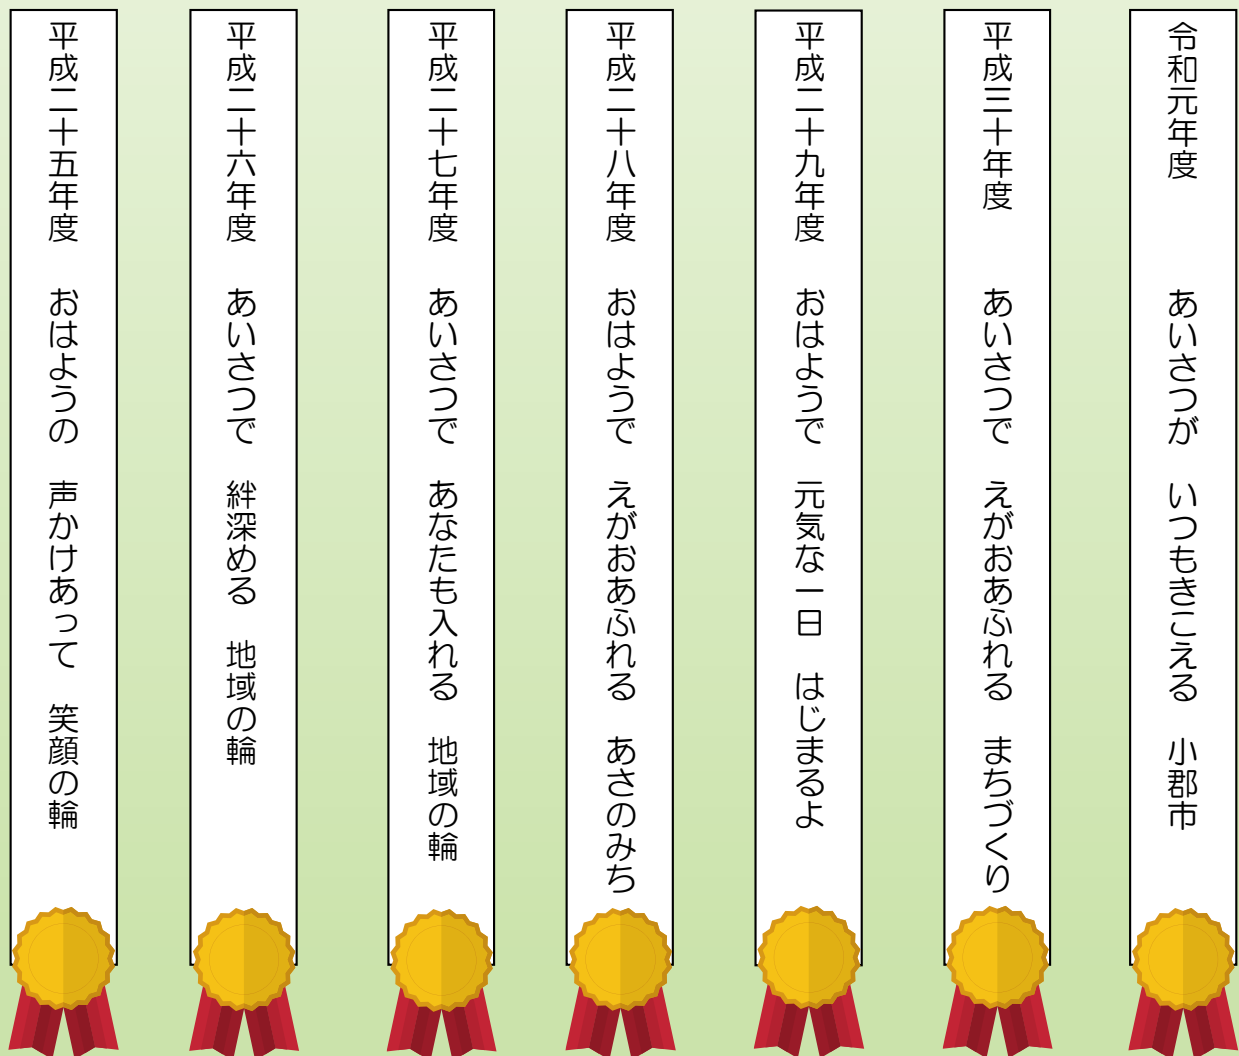 令和元年度　あいさつが　いつもきこえる　小郡市
平成三十年度　あいさつで　えがおあふれる　まちづくり
平成二十九年度　おはようで　元気な一日　はじまるよ
平成二十八年度　おはようで　えがおあふれる　あさのみち
平成二十七年度　あいさつで　あなたも入れる　地域の輪
平成二十六年度　あいさつで　絆深める　地域の輪
平成二十五年度　おはようの　声かけあって　笑顔の輪